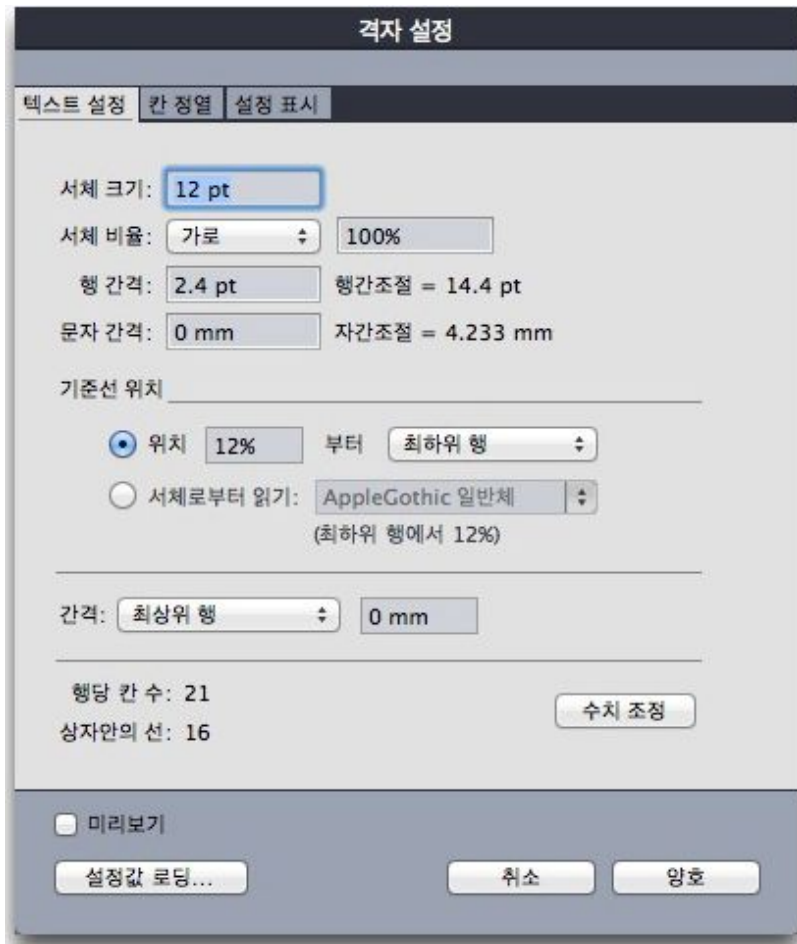 격자 설정
텍스트 설정 칸 정열 설정 표시
서체 크기: 12 pt
서체 비율: 가로 100%
행 간격: 2.4 pt 행간조절 = 14.4 pt
문자 간격: 0 mm 자간조절 = 4.233 mm
기준선 위치
위치 12% 부터 최하위 행
서체로부터 읽기: AppleGothic 일반체
(최하위 행에서 12%)
간격: 최상위 행 0 mm
행당 칸 수: 21
상자안의 선: 16
수치 조정
미리보기
설정값 로딩... 취소 양호